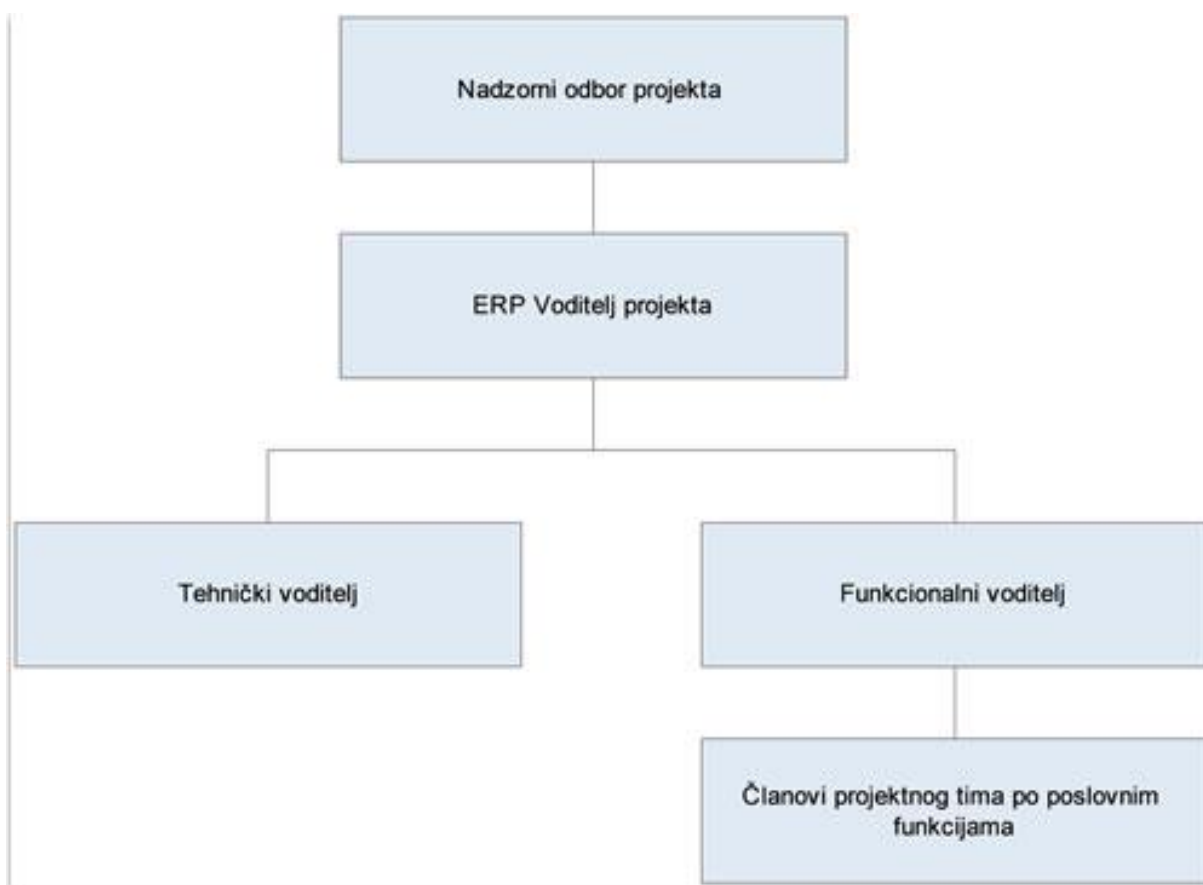 Nadzorni odbor projekta
ERP Voditelj projekta
Tehnički voditelj
Funkcionalni voditelj
Članovi projektnog tima po poslovnim
funkcijama